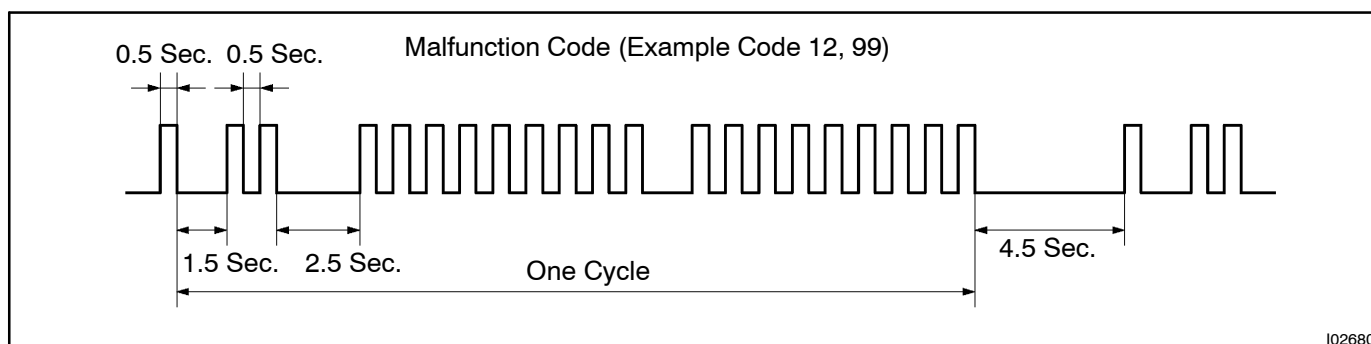 Malfunction Code (Example Code 12, 99)
0.5 Sec. 0.5 Sec.
1.5 Sec. 2.5 Sec.
One Cycle
4.5 Sec.
I02680